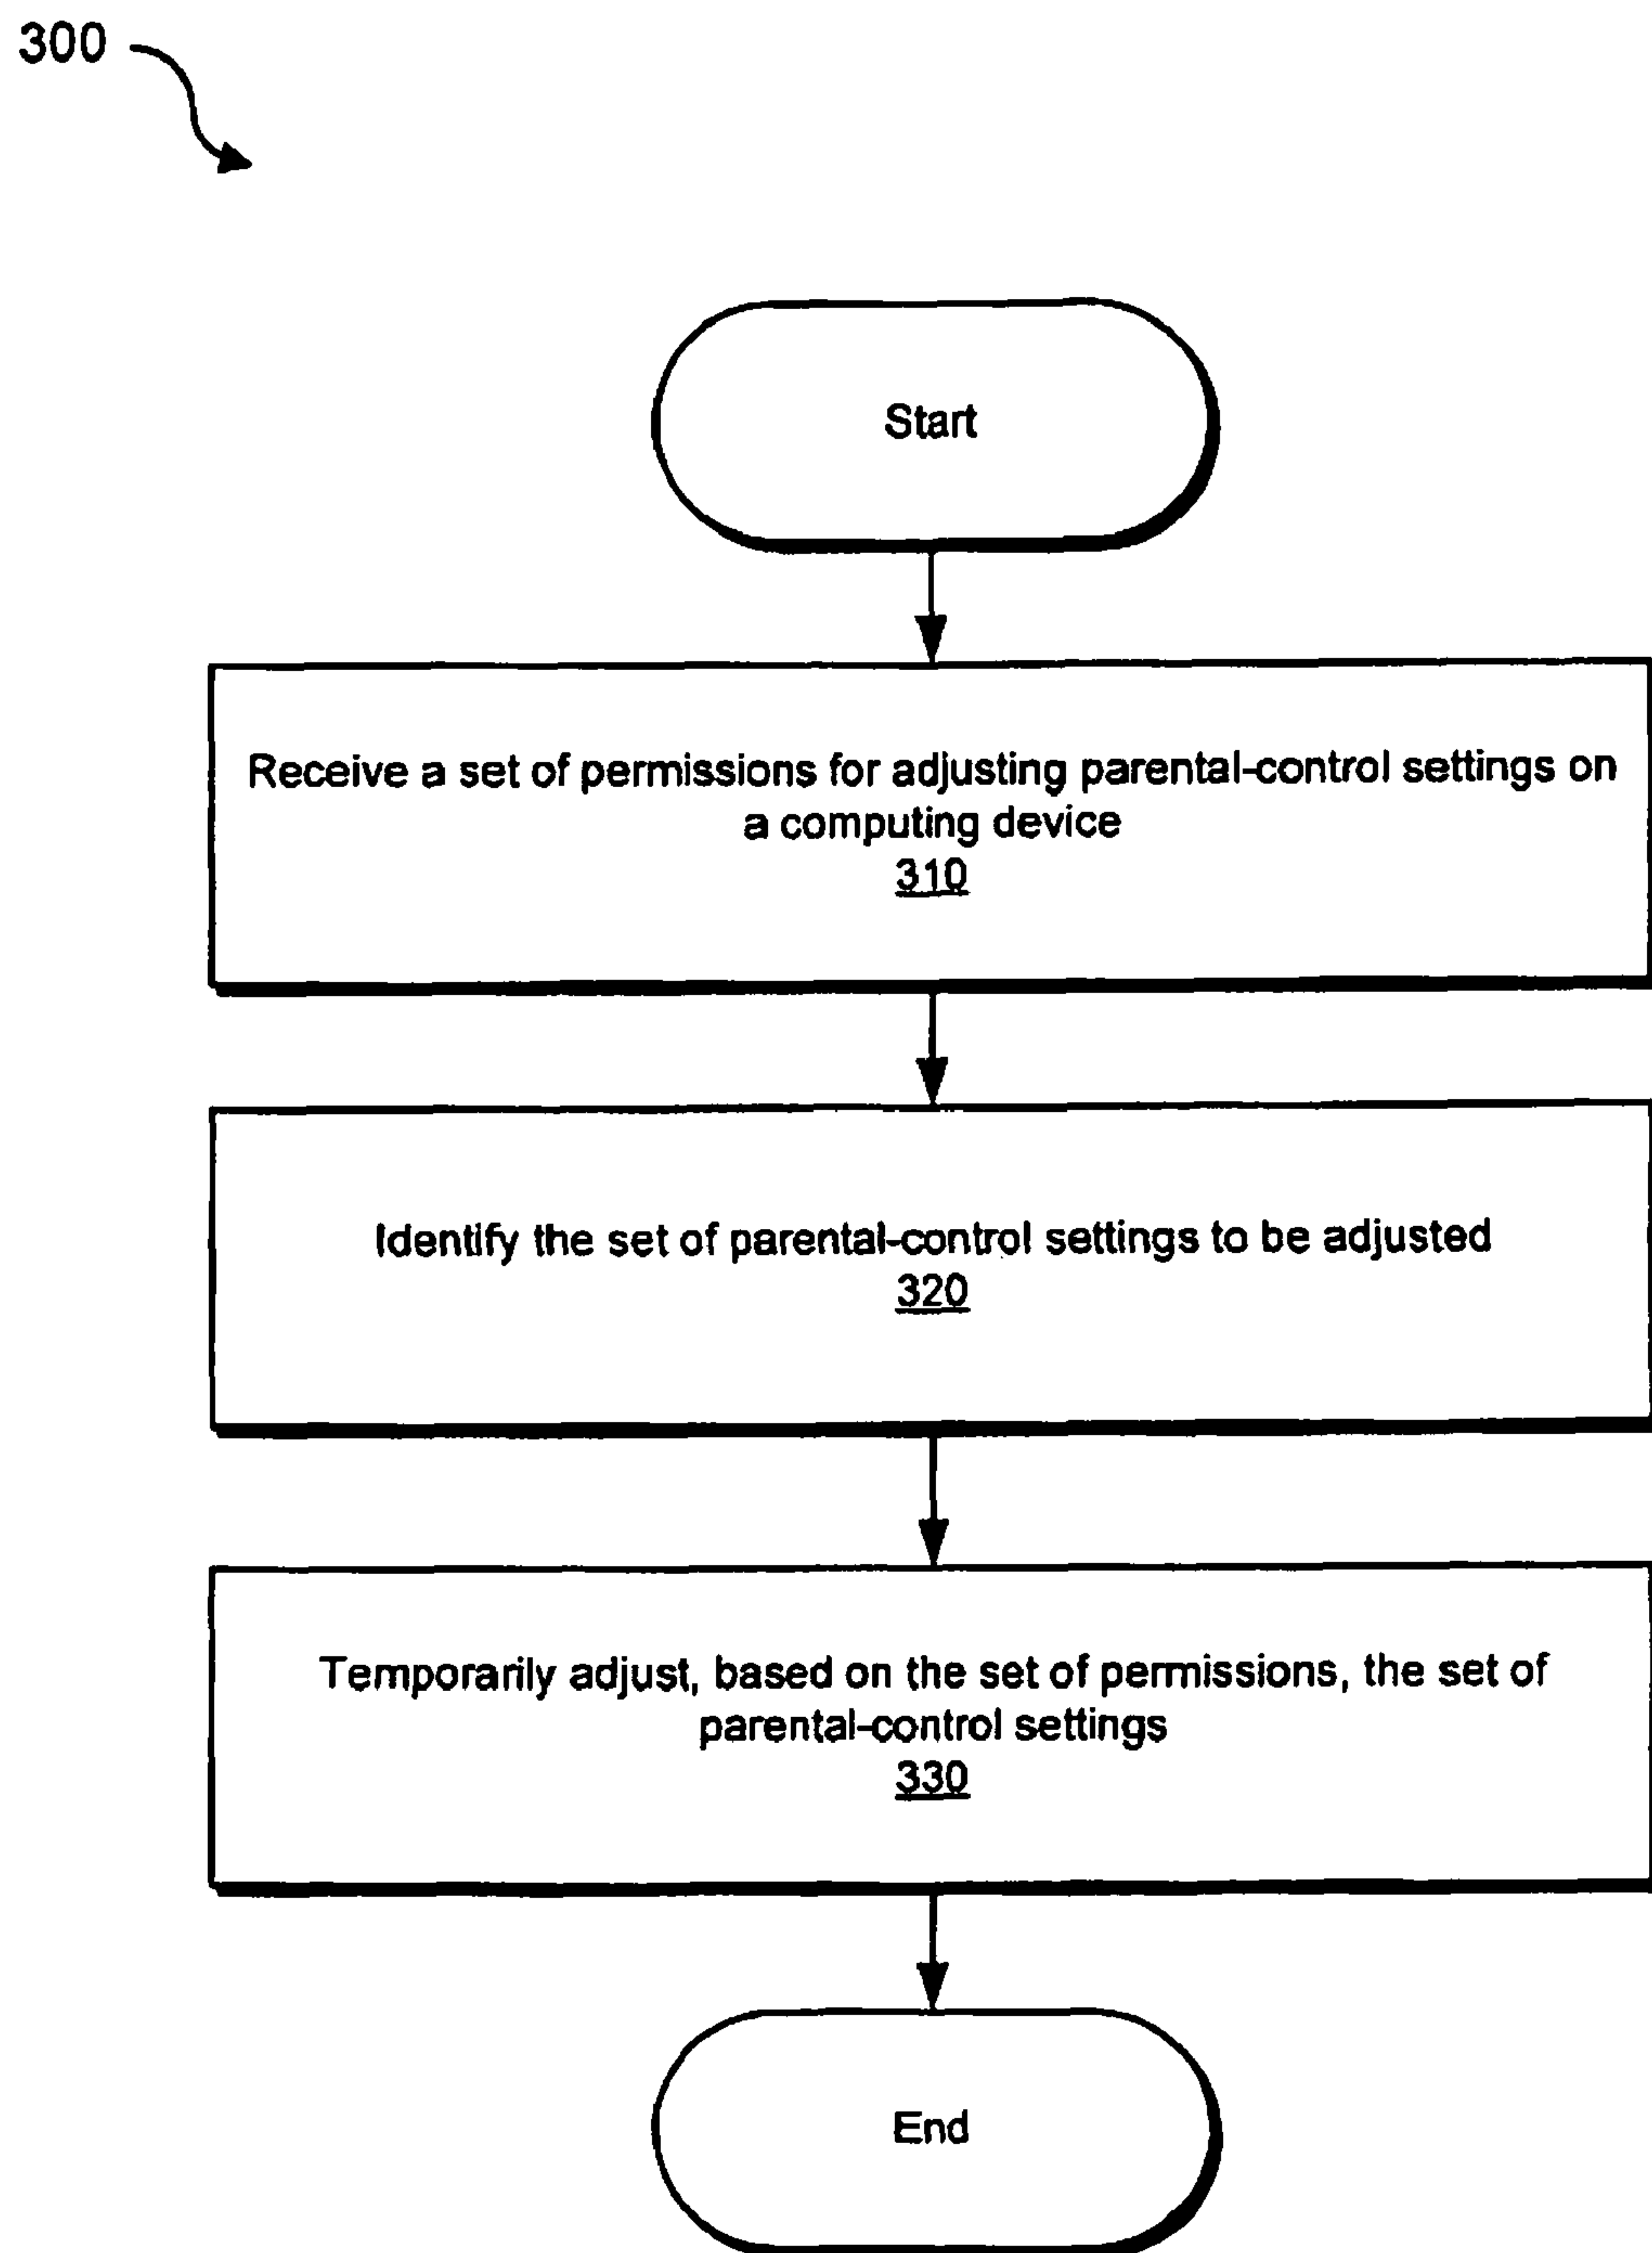 300
Start
Receive a set of permissions for adjusting parental-control settings on
a computing device
310
Identify the set of parental-control settings to be adjusted
320
Temporarily adjust, based on the set of permissions, the set of
parental-control settings
330
End